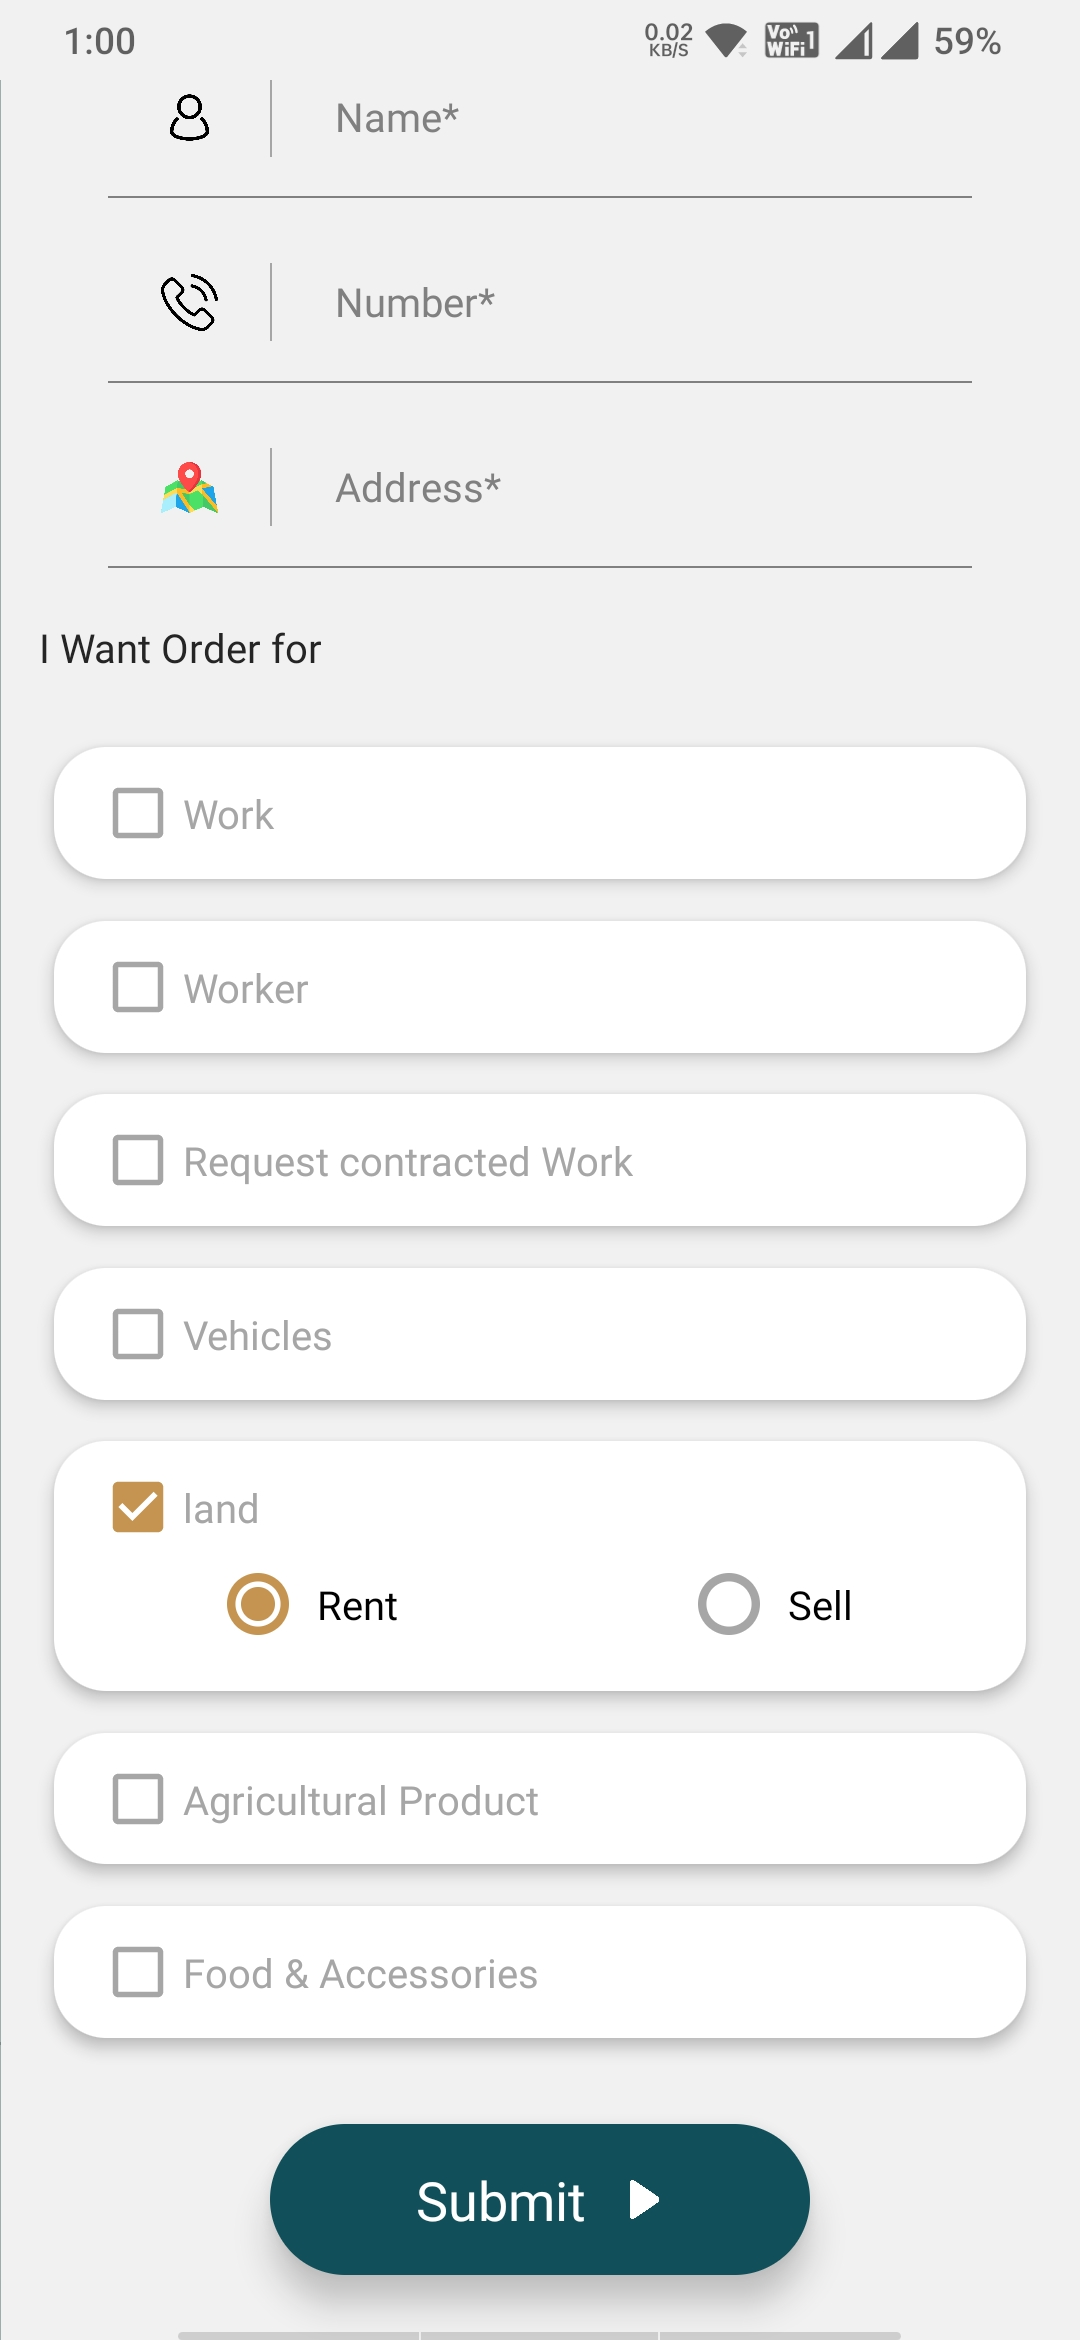 1:00 0.02 KB/S Vo WiFi 1 59%
Name*
Number*
Address*
I Want Order for
Work
Worker
Request contracted Work
Vehicles
land
Rent Sell
Agricultural Product
Food & Accessories
Submit